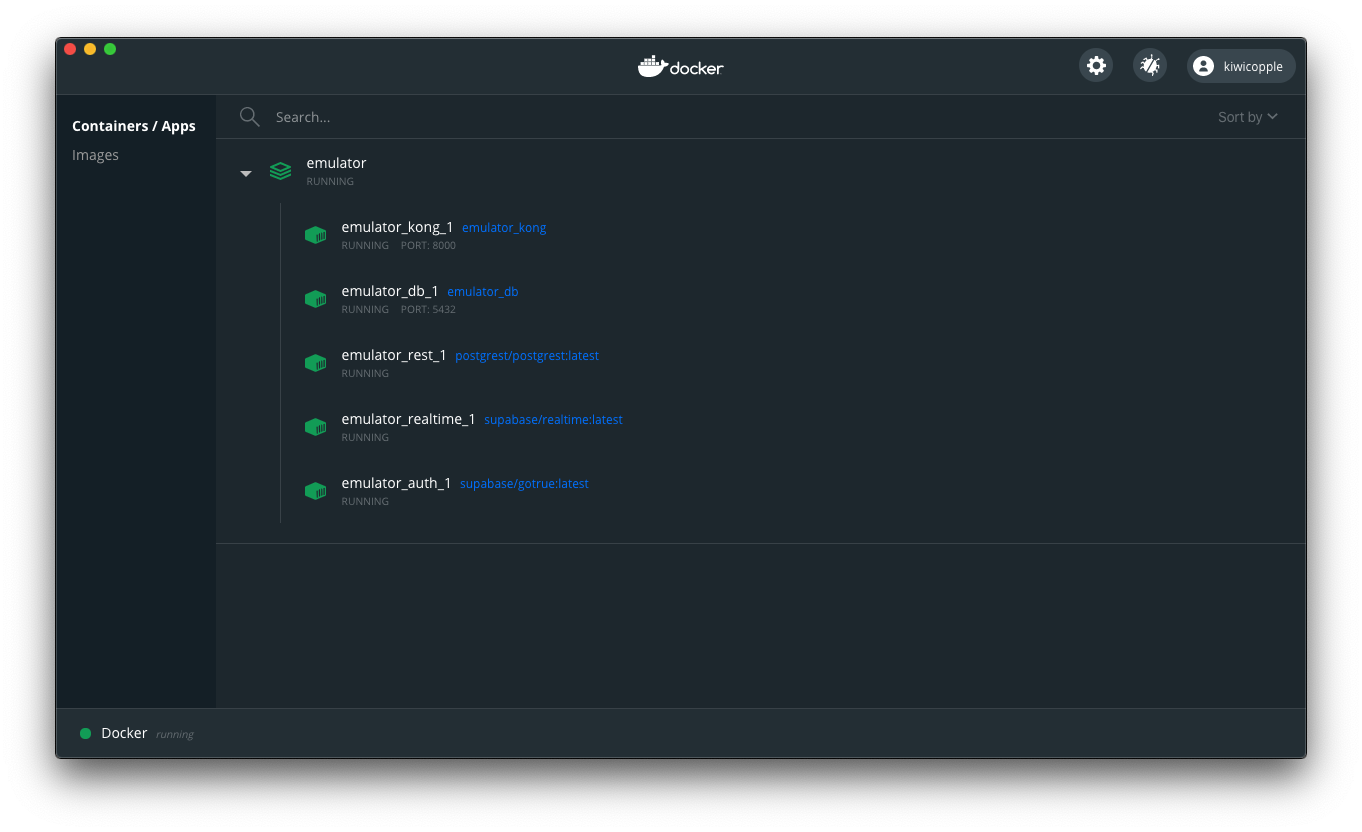 docker
kiwicopple
Containers / Apps
Images
Search...
Sort by
emulator
RUNNING
emulator_kong_1 emulator_kong
RUNNING PORT: 8000
emulator_db_1 emulator_db
RUNNING PORT: 5432
emulator_rest_1 postgrest/postgrest:latest
RUNNING
emulator_realtime_1 supabase/realtime:latest
RUNNING
emulator_auth_1 supabase/gotrue:latest
RUNNING
Docker running